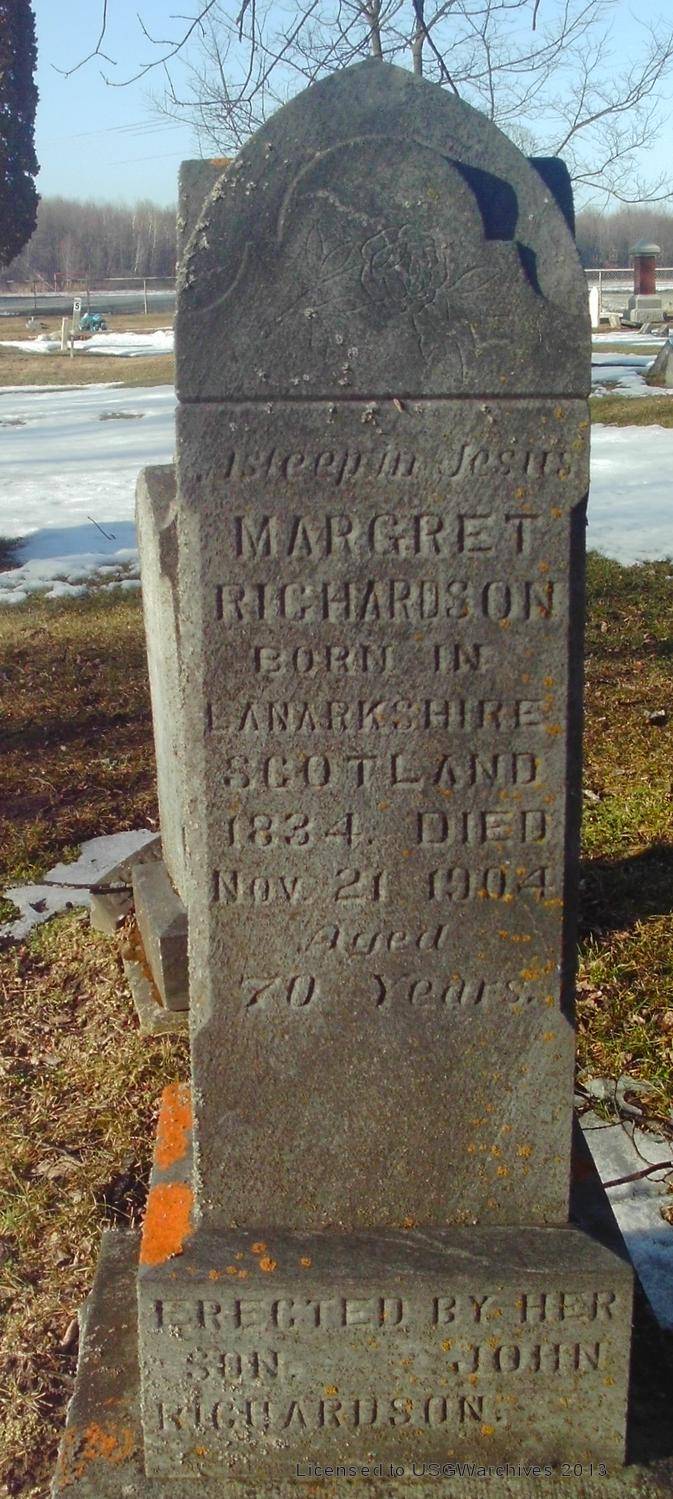 Asleep in Jesus
MARGRET
RICHARDSON
BORN IN
LANARKSHIRE
SCOTLAND
1834. DIED
NOV. 21 1904
Aged
70 Years.
ERECTED BY HER
SON. JOHN
RICHARDSON.
Licensed to USGWarchives 2013
5